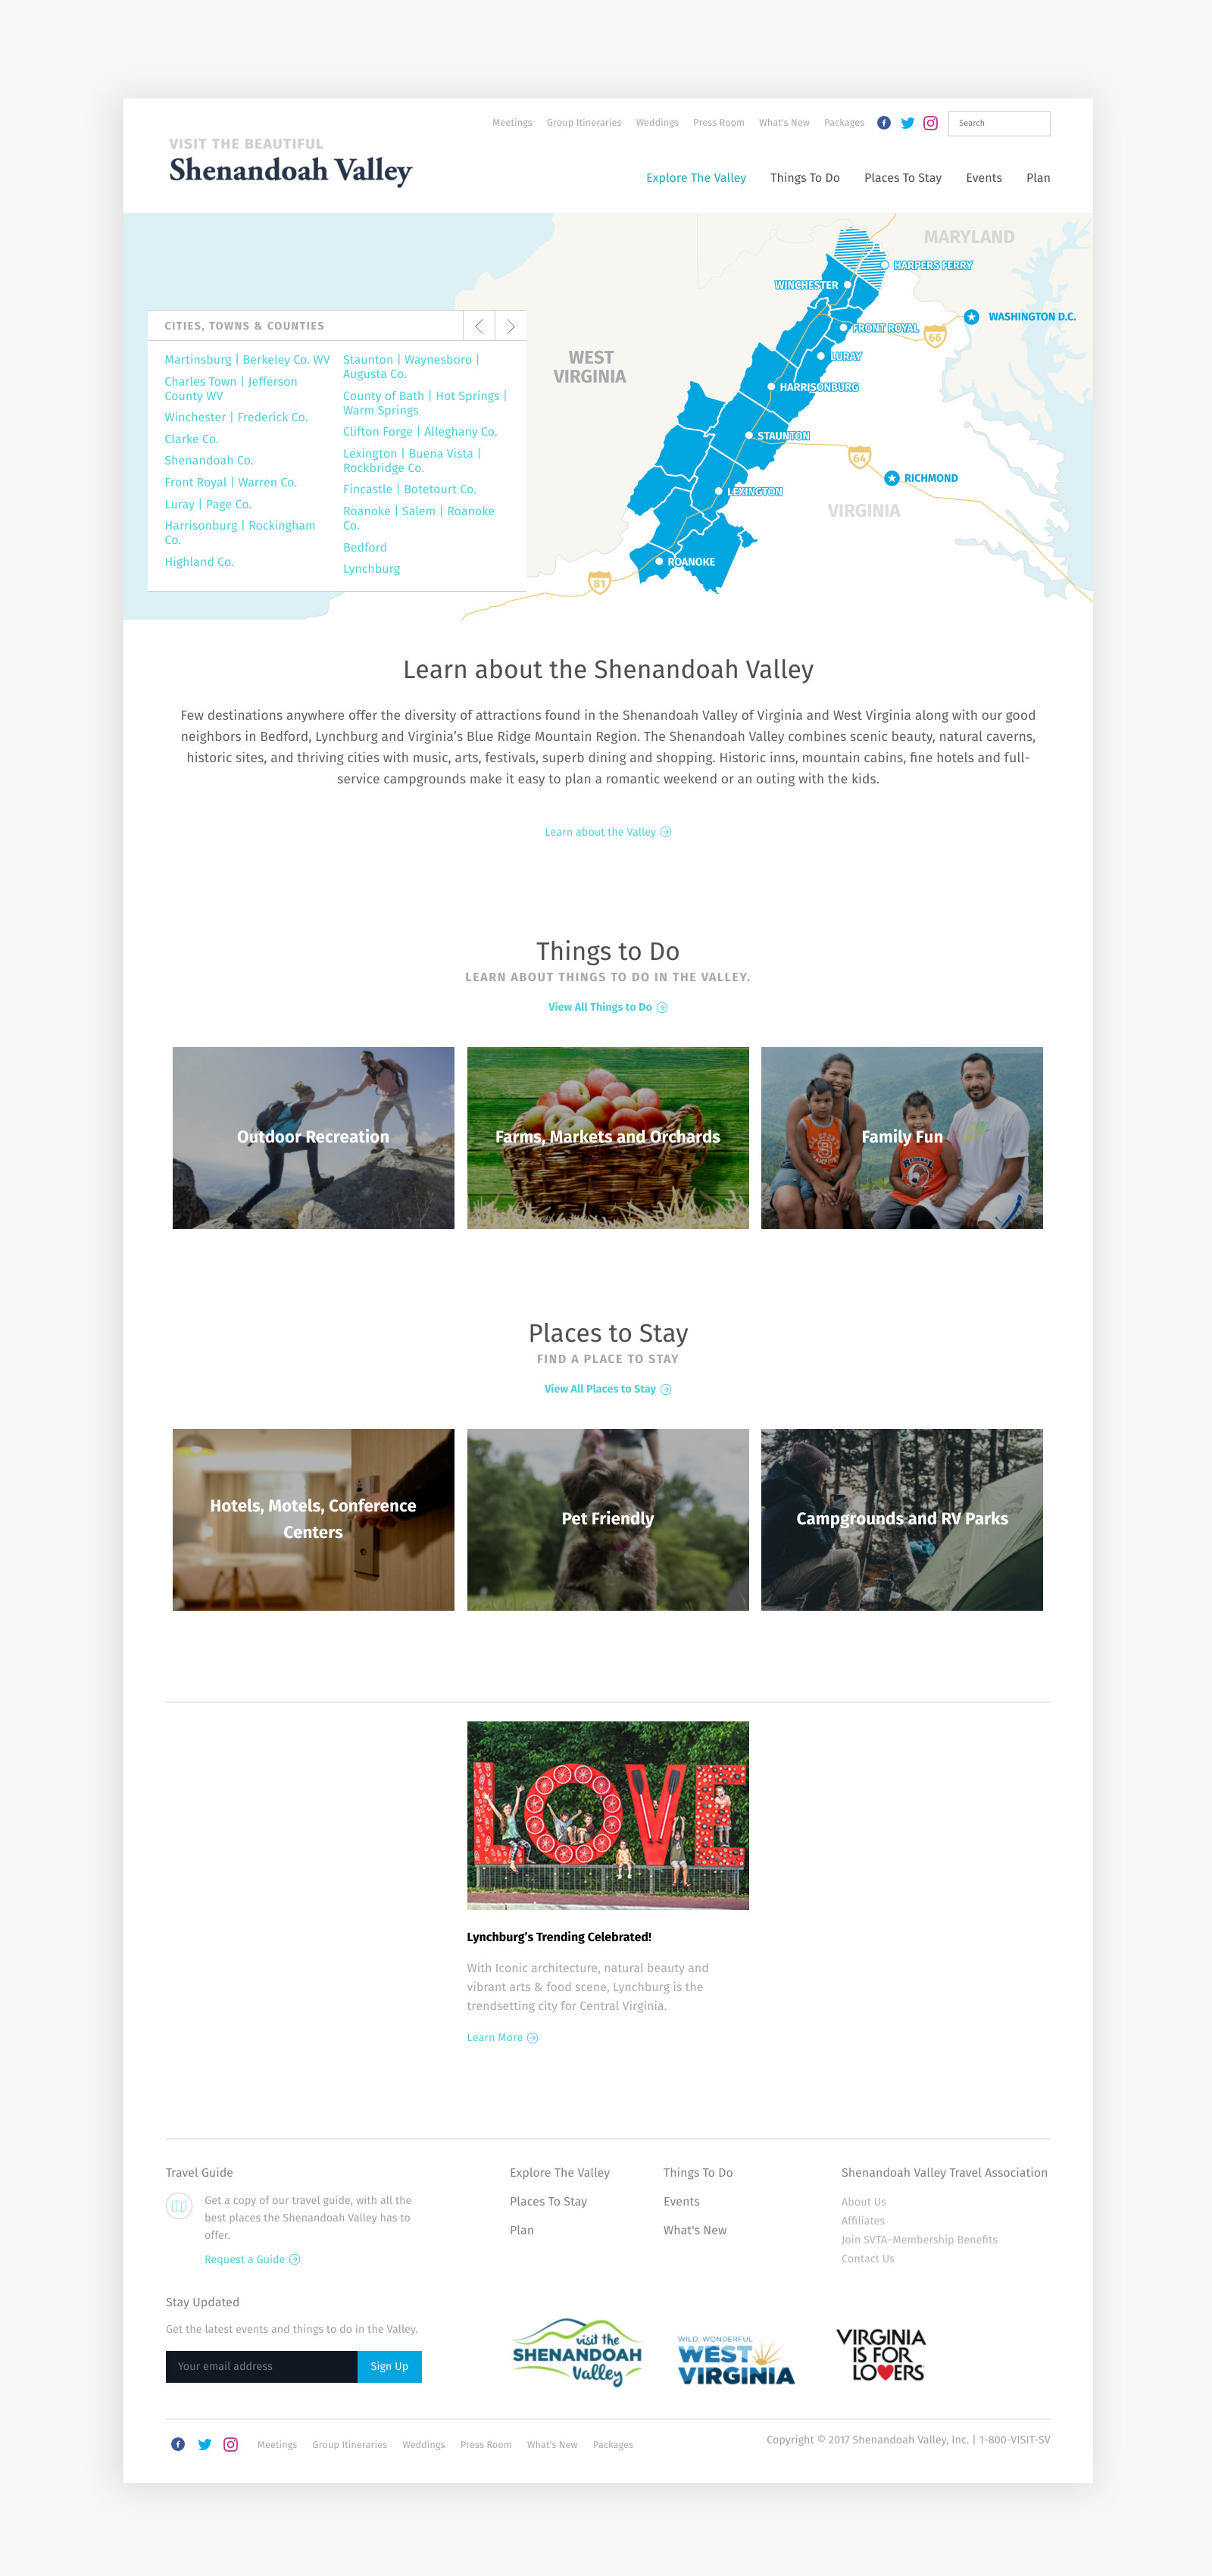 Meetings Group Itineraries Weddings Press Room What's New Packages
Search
VISIT THE BEAUTIFUL
Shenandoah Valley
Explore The Valley Things To Do Places To Stay Events Plan
MARYLAND
HARPERS FERRY
WINCHESTER
WASHINGTON D.C.
FRONT ROYAL
66
LURAY
WEST
VIRGINIA
HARRISONBURG
STAUNTON
64
RICHMOND
LEXINGTON
VIRGINIA
ROANOKE
81
CITIES, TOWNS & COUNTIES
Martinsburg | Berkeley Co. WV
Charles Town | Jefferson
County WV
Winchester | Frederick Co.
Clarke Co.
Shenandoah Co.
Front Royal | Warren Co.
Luray | Page Co.
Harrisonburg | Rockingham
Co.
Highland Co.
Staunton | Waynesboro |
Augusta Co.
County of Bath | Hot Springs |
Warm Springs
Clifton Forge | Alleghany Co.
Lexington | Buena Vista |
Rockbridge Co.
Fincastle | Botetourt Co.
Roanoke | Salem | Roanoke
Co.
Bedford
Lynchburg
Learn about the Shenandoah Valley
Few destinations anywhere offer the diversity of attractions found in the Shenandoah Valley of Virginia and West Virginia along with our good
neighbors in Bedford, Lynchburg and Virginia’s Blue Ridge Mountain Region. The Shenandoah Valley combines scenic beauty, natural caverns,
historic sites, and thriving cities with music, arts, festivals, superb dining and shopping. Historic inns, mountain cabins, fine hotels and full-
service campgrounds make it easy to plan a romantic weekend or an outing with the kids.
Learn about the Valley
Things to Do
LEARN ABOUT THINGS TO DO IN THE VALLEY.
View All Things to Do
Outdoor Recreation
Farms, Markets and Orchards
Family Fun
Places to Stay
FIND A PLACE TO STAY
View All Places to Stay
Hotels, Motels, Conference
Centers
Pet Friendly
Campgrounds and RV Parks
LOVE
Lynchburg’s Trending Celebrated!
With Iconic architecture, natural beauty and
vibrant arts & food scene, Lynchburg is the
trendsetting city for Central Virginia.
Learn More
Travel Guide
Get a copy of our travel guide, with all the
best places the Shenandoah Valley has to
offer.
Request a Guide
Explore The Valley
Places To Stay
Plan
Things To Do
Events
What's New
Shenandoah Valley Travel Association
About Us
Affiliates
Join SVTA–Membership Benefits
Contact Us
Stay Updated
Get the latest events and things to do in the Valley.
Your email address
Sign Up
visit the
SHENANDOAH
Valley
WILD, WONDERFUL
WEST
VIRGINIA
VIRGINIA
IS FOR
LOVERS
Meetings Group Itineraries Weddings Press Room What's New Packages
Copyright © 2017 Shenandoah Valley, Inc. | 1-800-VISIT-SV